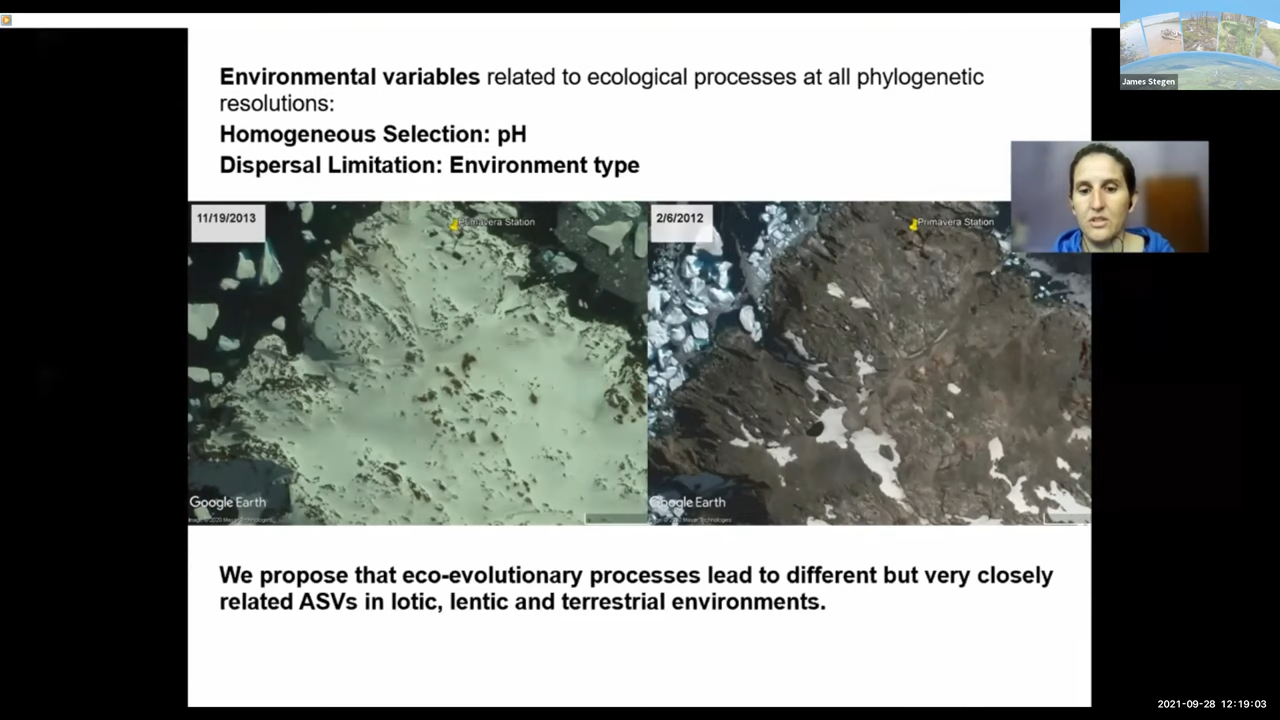 James Stegen
Environmental variables related to ecological processes at all phylogenetic
resolutions:
Homogeneous Selection: pH
Dispersal Limitation: Environment type
11/19/2013
Primavera Station
2/6/2012
Primavera Station
Google Earth
Google Earth
We propose that eco-evolutionary processes lead to different but very closely
related ASVs in lotic, lentic and terrestrial environments.
2021-09-28 12:19:03